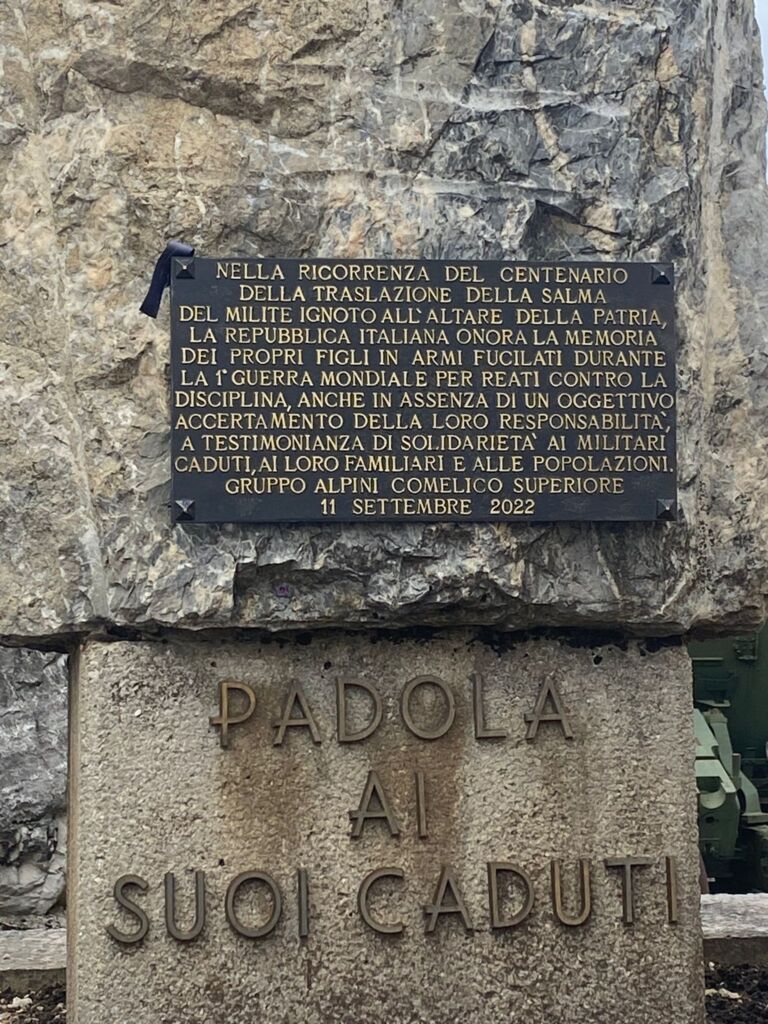 NELLA RICORRENZA DEL CENTENARIO
DELLA TRASLAZIONE DELLA SALMA
DEL MILITE IGNOTO ALL'ALTARE DELLA PATRIA,
LA REPUBBLICA ITALIANA ONORA LA MEMORIA
DEI PROPRI FIGLI IN ARMI FUCILATI DURANTE
LA 1ª GUERRA MONDIALE PER REATI CONTRO LA
DISCIPLINA, ANCHE IN ASSENZA DI UN OGGETTIVO
ACCERTAMENTO DELLA LORO RESPONSABILITÀ,
A TESTIMONIANZA DI SOLIDARIETÀ AI MILITARI
CADUTI, AI LORO FAMILIARI E ALLE POPOLAZIONI.
GRUPPO ALPINI COMELICO SUPERIORE
11 SETTEMBRE 2022
PADOLA
AI
SUOI CADUTI